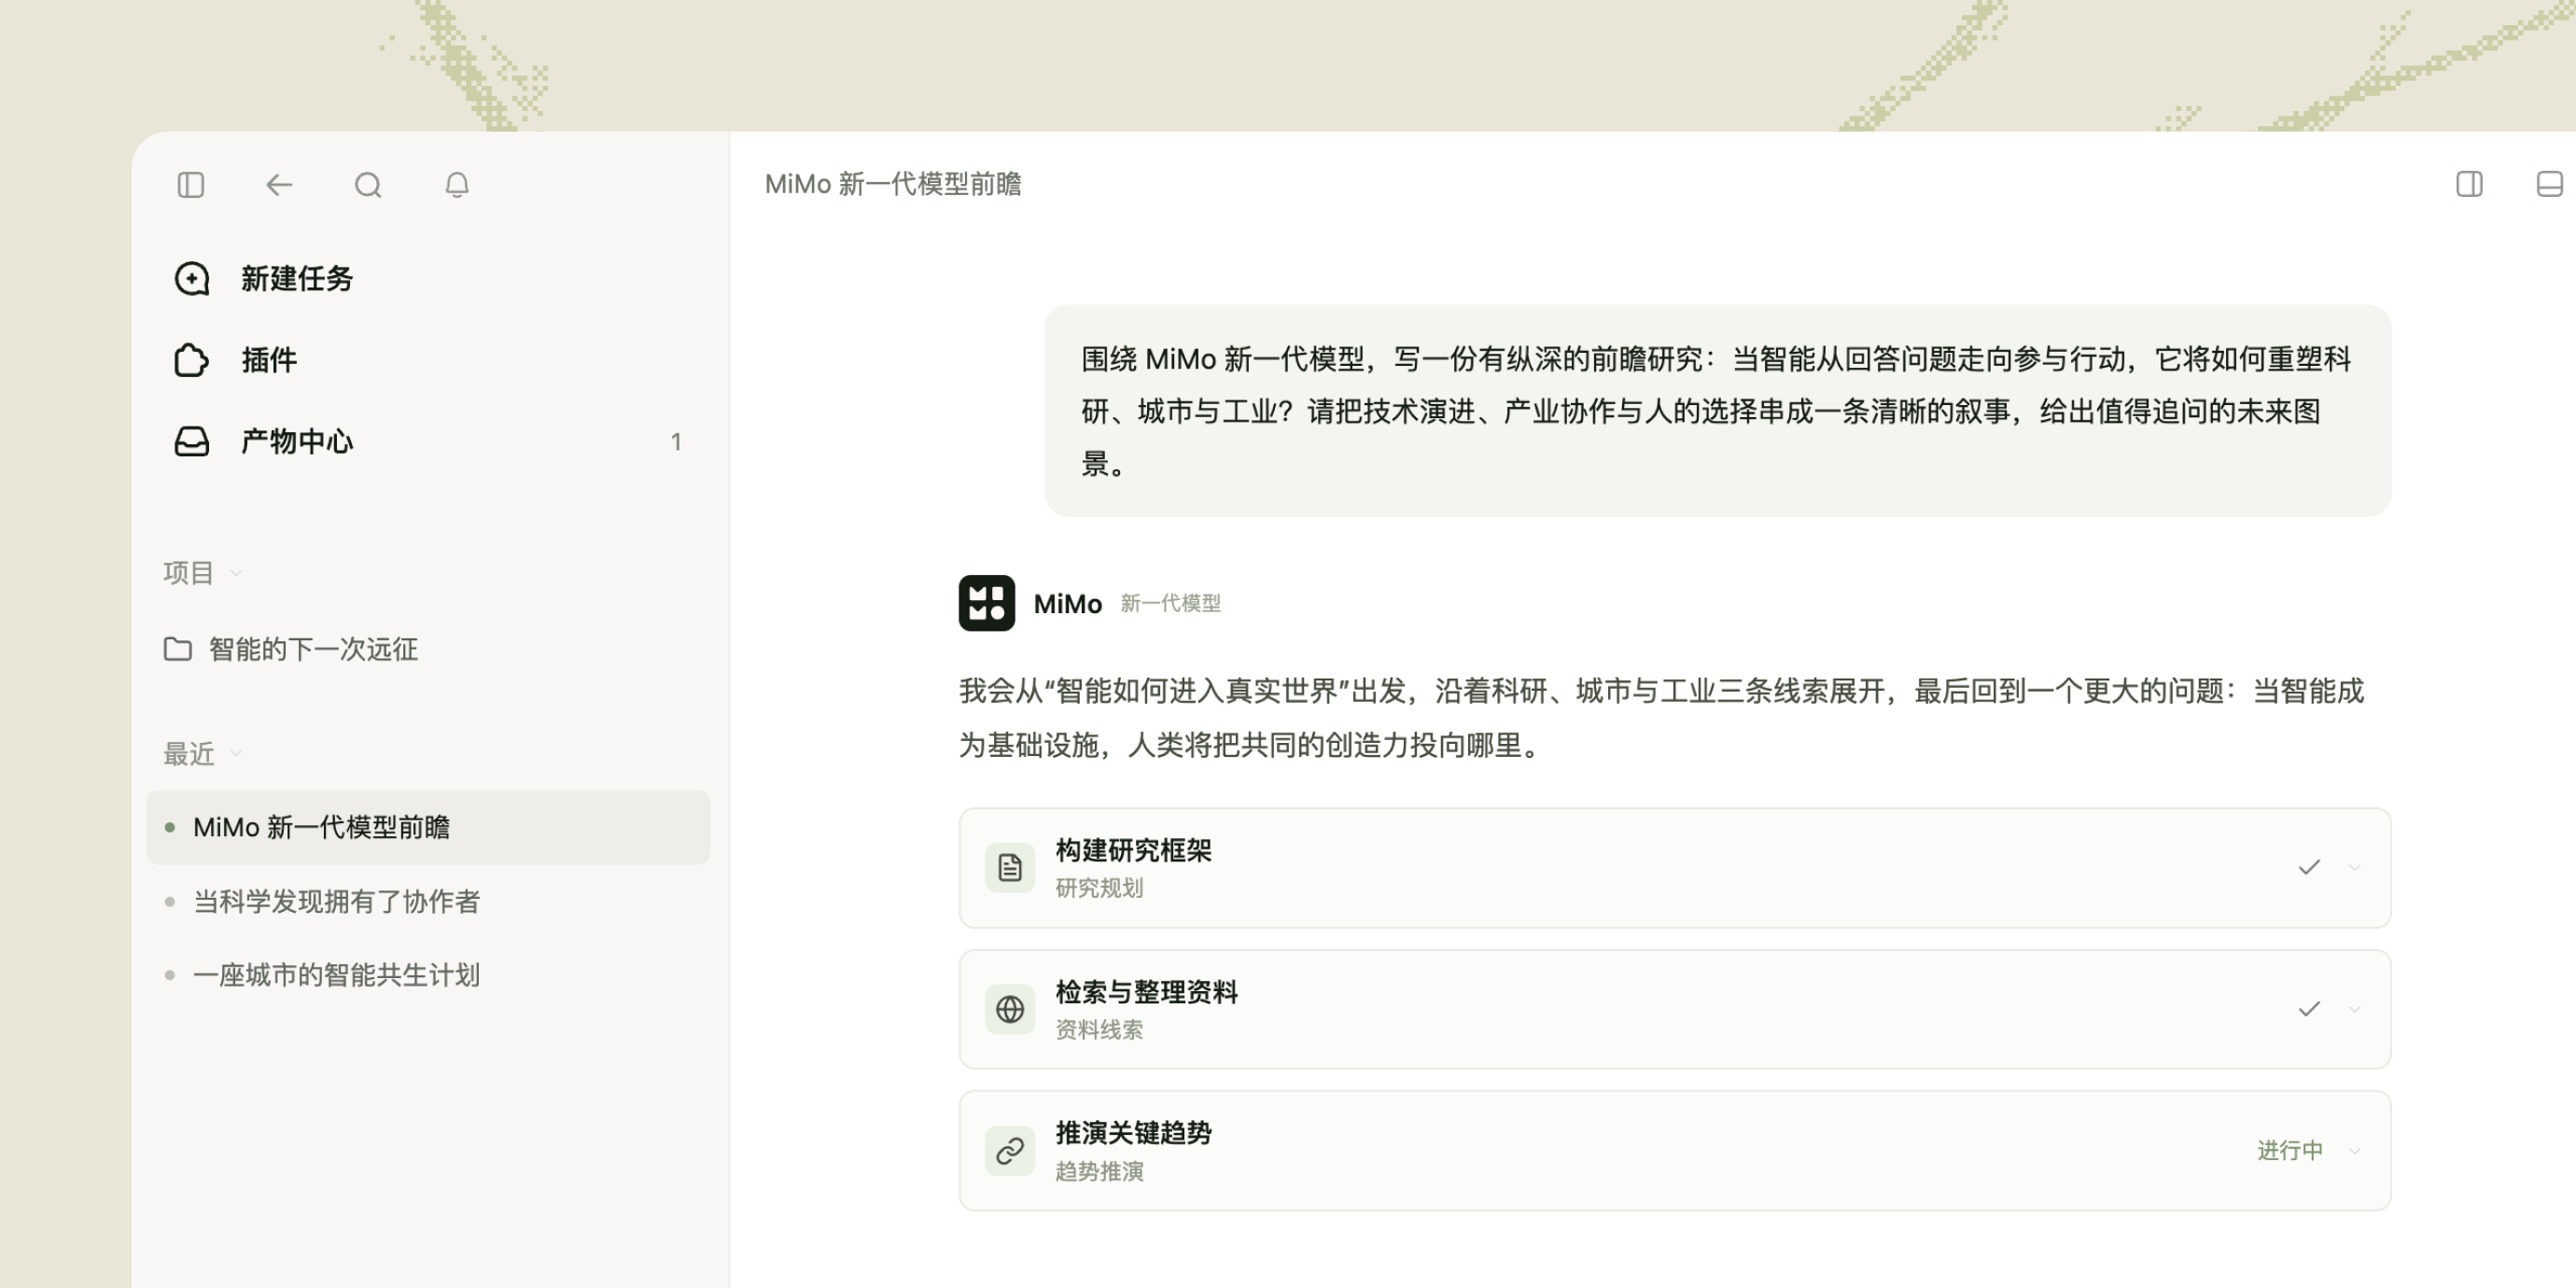 新建任务
插件
产物中心
1
项目
智能的下一次远征
最近
MiMo 新一代模型前瞻
当科学发现拥有了协作者
一座城市的智能共生计划
MiMo 新一代模型前瞻
围绕 MiMo 新一代模型，写一份有纵深的前瞻研究：当智能从回答问题走向参与行动，它将如何重塑科
研、城市与工业？请把技术演进、产业协作与人的选择串成一条清晰的叙事，给出值得追问的未来图
景。
MiMo 新一代模型
我会从“智能如何进入真实世界”出发，沿着科研、城市与工业三条线索展开，最后回到一个更大的问题：当智能成
为基础设施，人类将把共同的创造力投向哪里。
构建研究框架
研究规划
检索与整理资料
资料线索
推演关键趋势
趋势推演
进行中